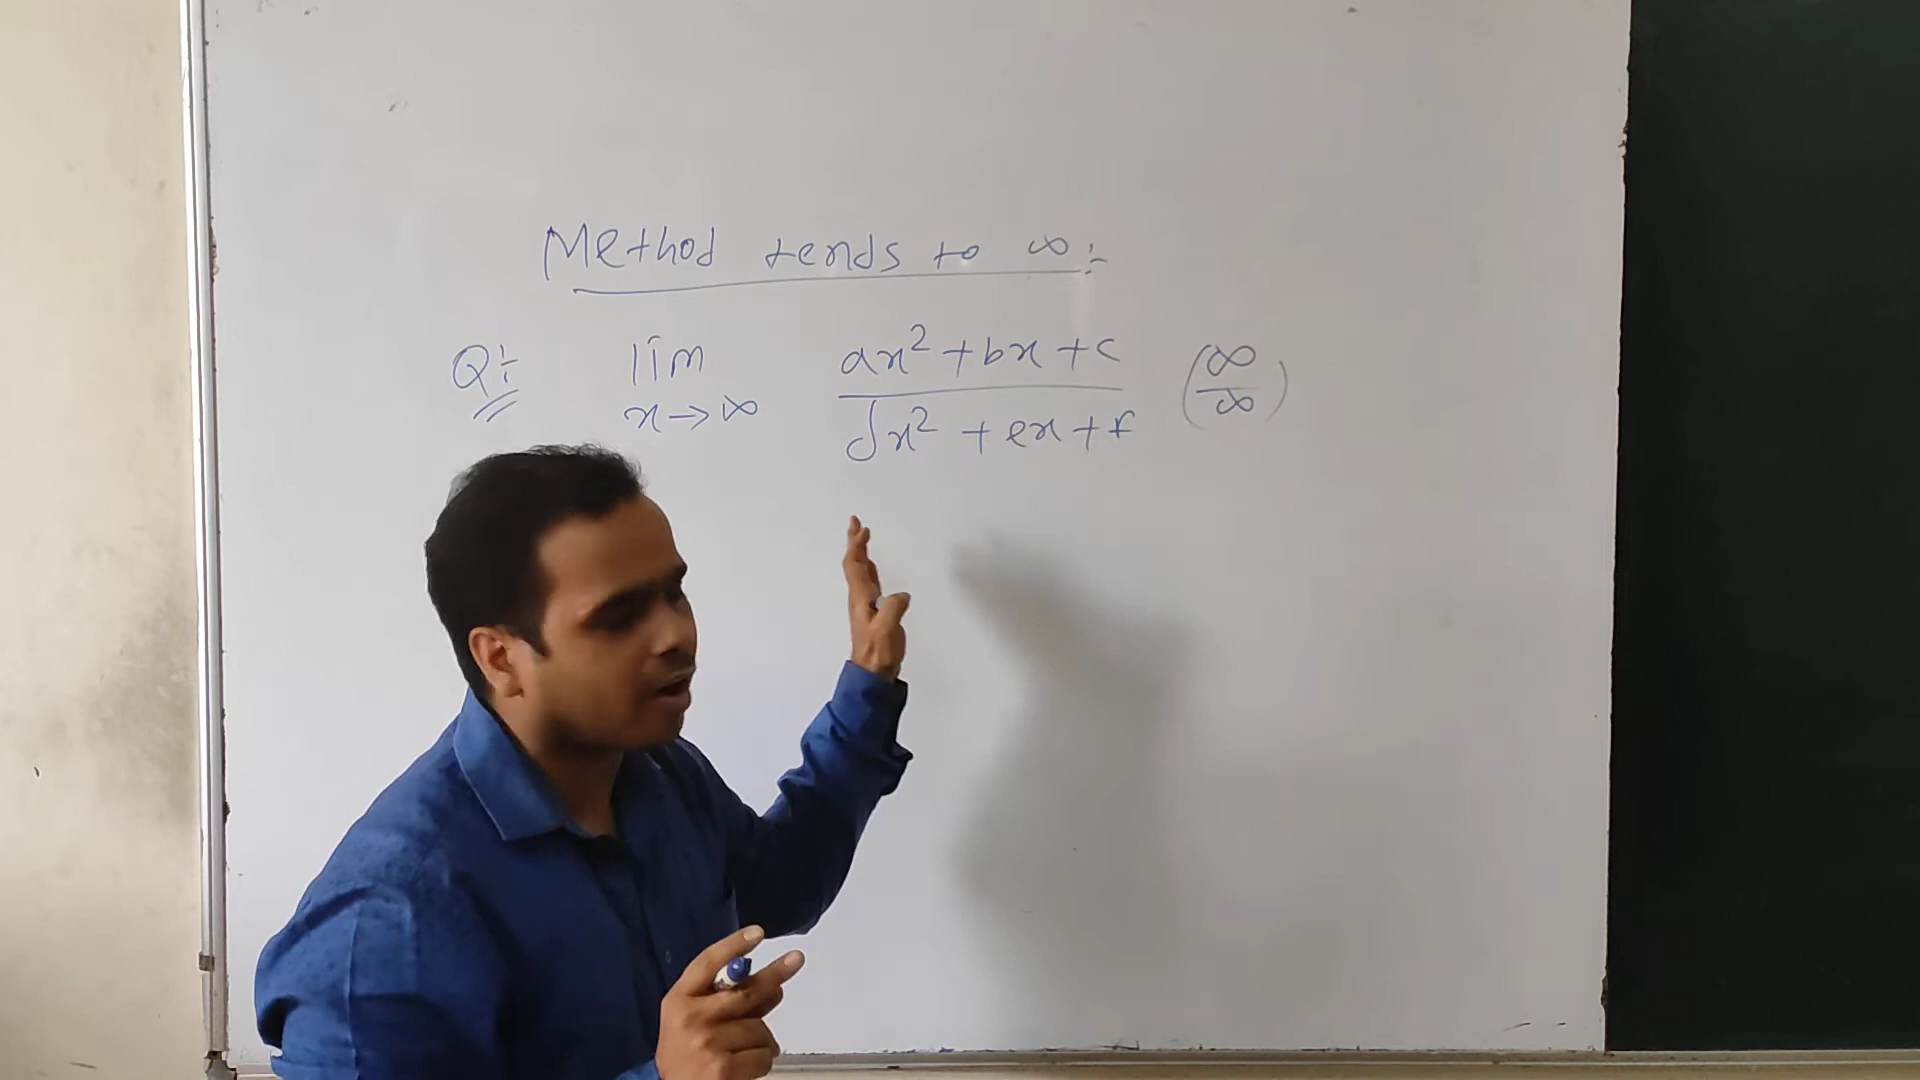 Method tends to ∞:-
Q:- lim x→∞ (ax²+bx+c)/(dx²+ex+f) (∞/∞)